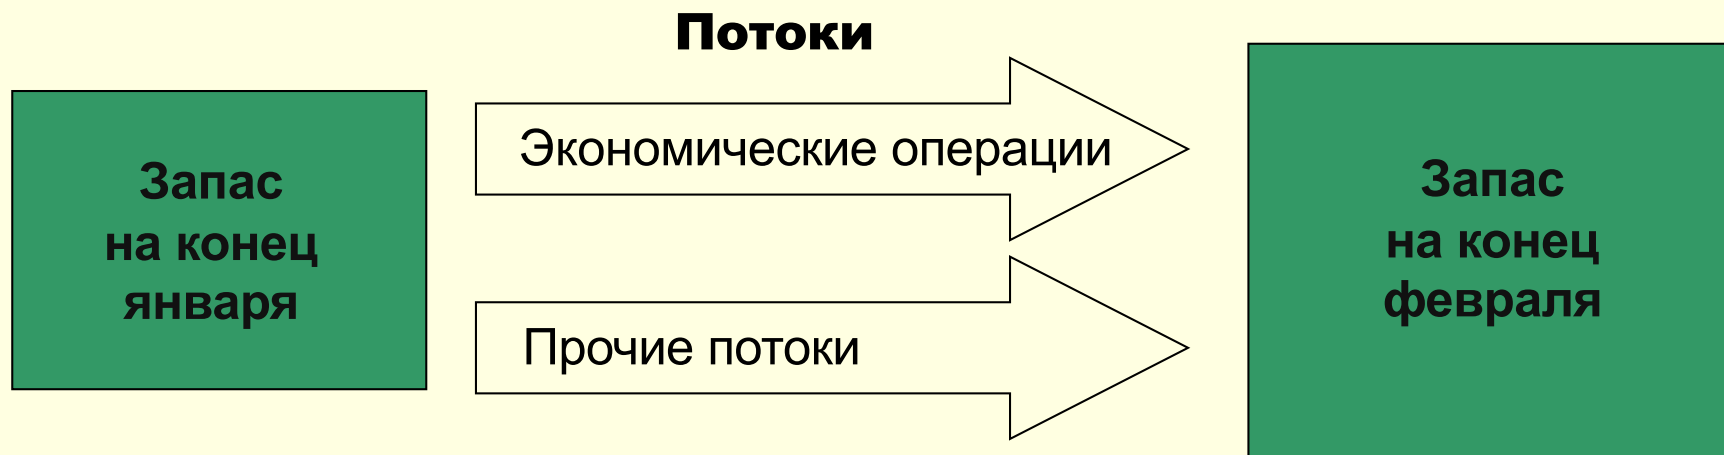 Потоки
Запас
на конец
января
Экономические операции
Прочие потоки
Запас
на конец
февраля